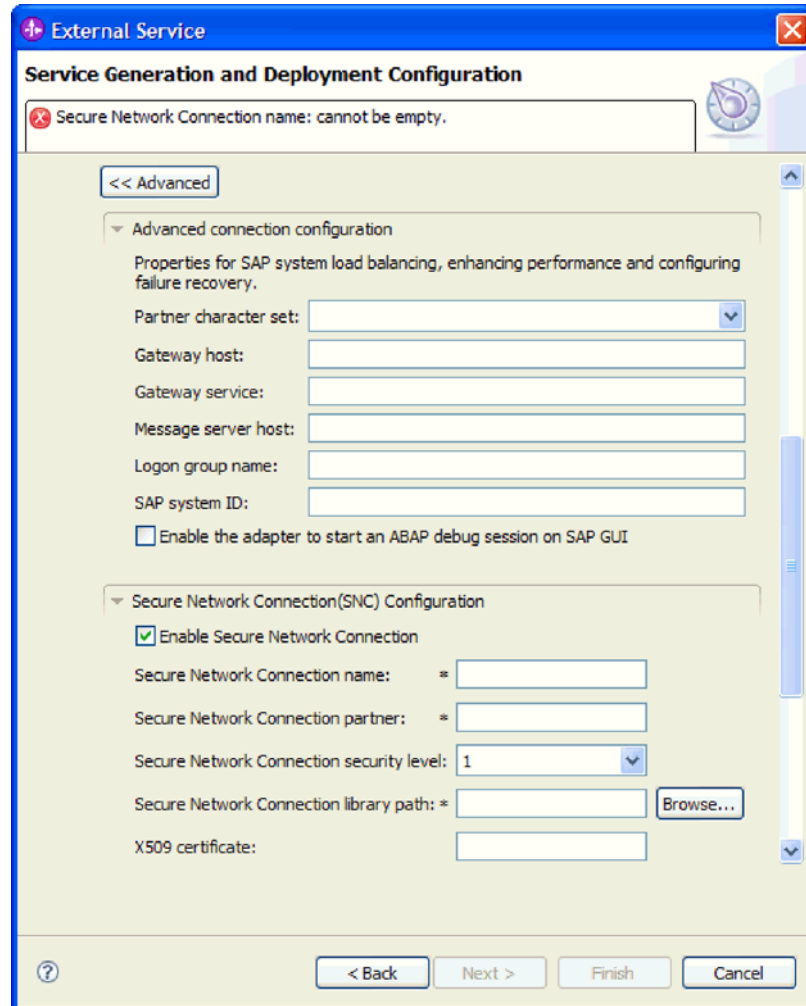 External Service
Service Generation and Deployment Configuration
Secure Network Connection name: cannot be empty.
<< Advanced
Advanced connection configuration
Properties for SAP system load balancing, enhancing performance and configuring
failure recovery.
Partner character set:
Gateway host:
Gateway service:
Message server host:
Logon group name:
SAP system ID:
Enable the adapter to start an ABAP debug session on SAP GUI
Secure Network Connection(SNC) Configuration
Enable Secure Network Connection
Secure Network Connection name: *
Secure Network Connection partner: *
Secure Network Connection security level: 1
Secure Network Connection library path: * Browse...
X509 certificate:
? < Back Next > Finish Cancel